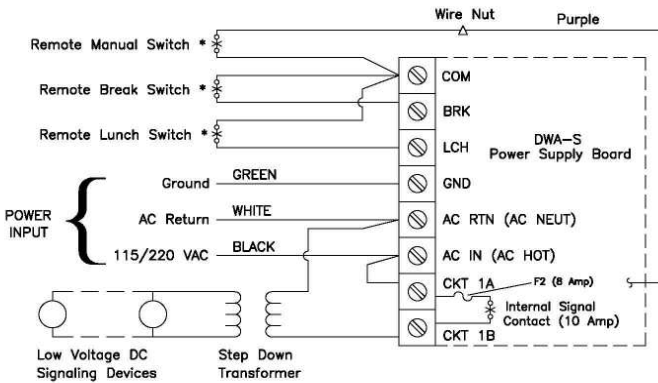 Wire Nut
Purple
Remote Manual Switch *
COM
Remote Break Switch *
BRK
Remote Lunch Switch *
LCH
DWA-S
Power Supply Board
Ground
GREEN
GND
POWER
INPUT
AC Return
WHITE
AC RTN (AC NEUT)
115/220 VAC
BLACK
AC IN (AC HOT)
CKT 1A
F2 (8 Amp)
Internal Signal
Contact (10 Amp)
CKT 1B
Low Voltage DC
Signaling Devices
Step Down
Transformer